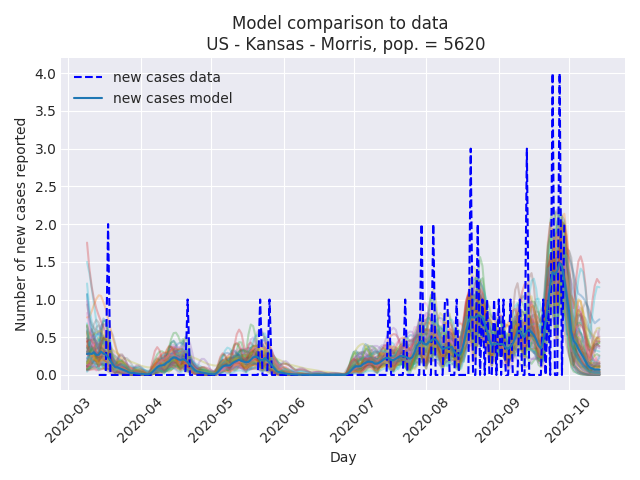 Model comparison to data
US - Kansas - Morris, pop. = 5620
new cases data
new cases model
Number of new cases reported
4.0
3.5
3.0
2.5
2.0
1.5
1.0
0.5
0.0
2020-03
2020-04
2020-05
2020-06
2020-07
2020-08
2020-09
2020-10
Day